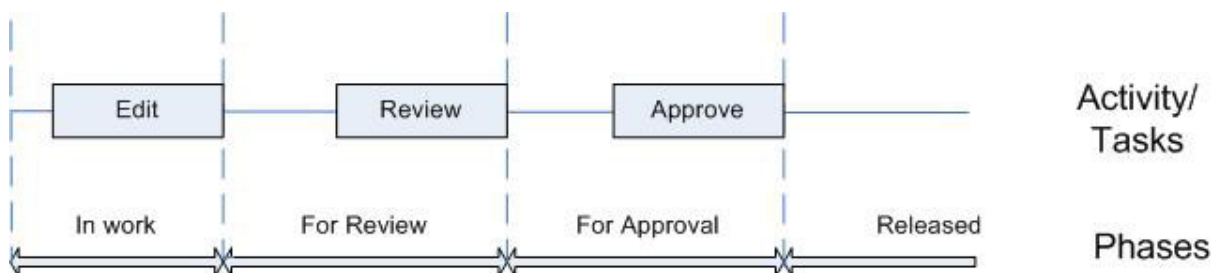 Edit
Review
Approve
Activity/
Tasks
In work
For Review
For Approval
Released
Phases